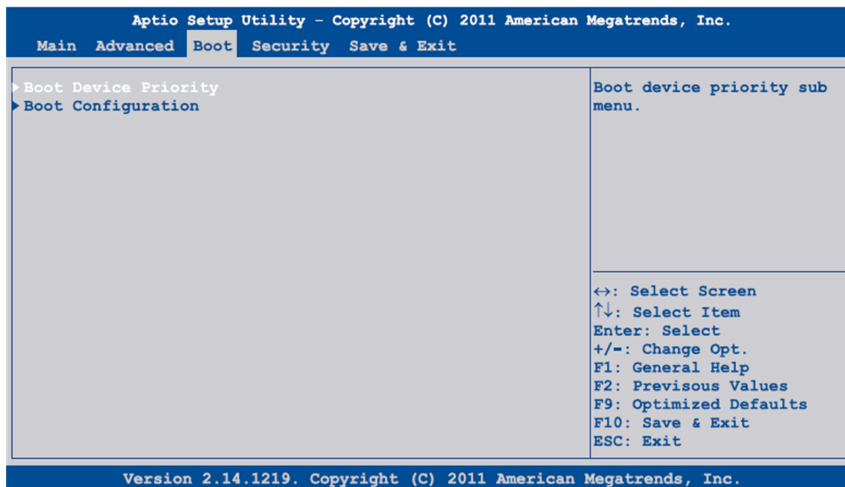 Aptio Setup Utility – Copyright (C) 2011 American Megatrends, Inc.
Main Advanced Boot Security Save & Exit
Boot Device Priority
Boot Configuration
Boot device priority sub
menu.
↔: Select Screen
↑↓: Select Item
Enter: Select
+/-: Change Opt.
F1: General Help
F2: Previsous Values
F9: Optimized Defaults
F10: Save & Exit
ESC: Exit
Version 2.14.1219. Copyright (C) 2011 American Megatrends, Inc.